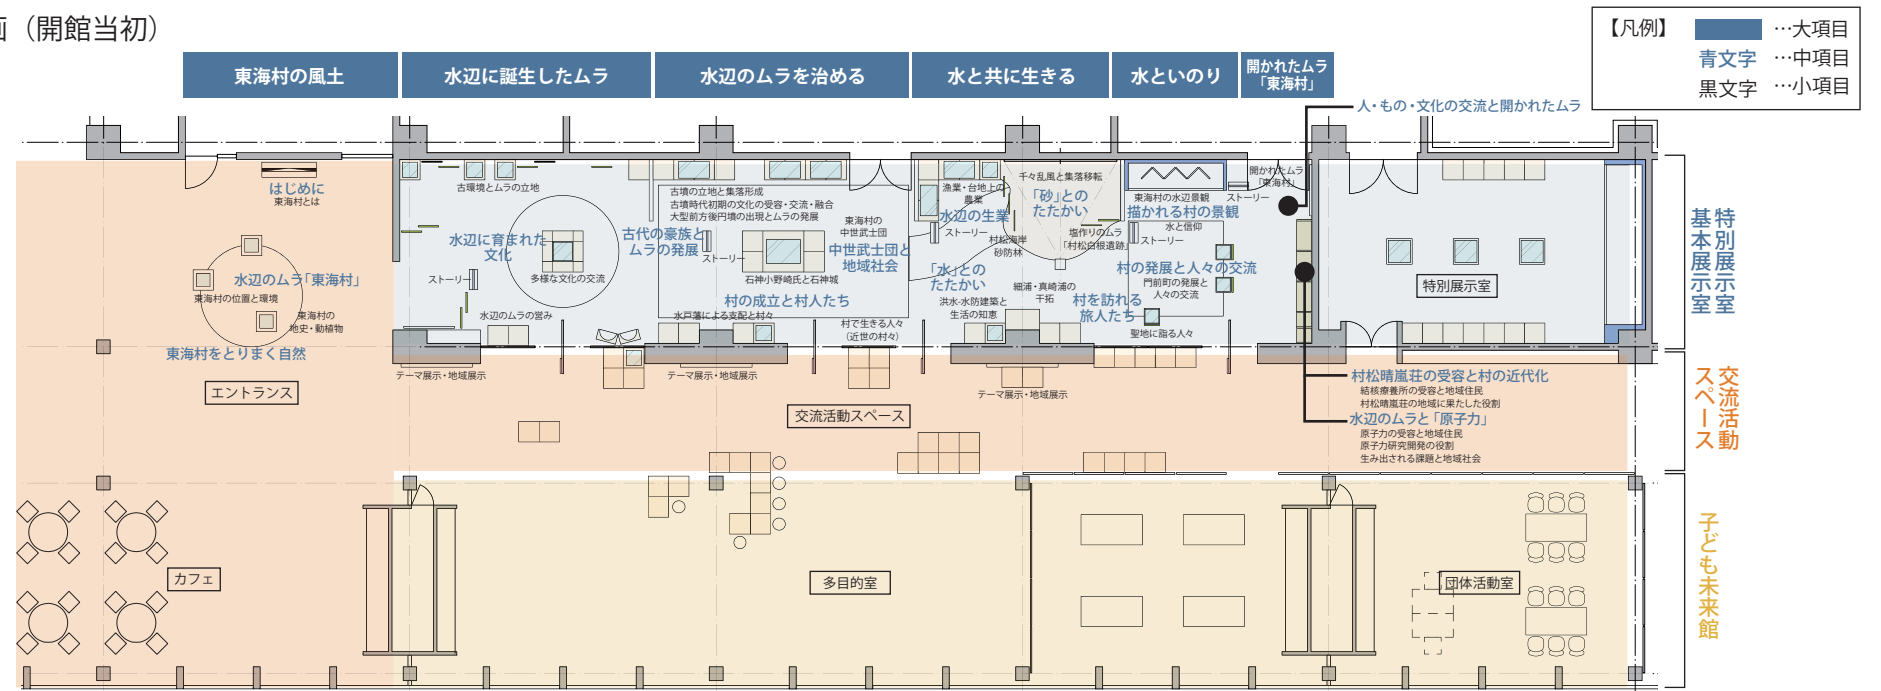 画（開館当初）
【凡例】
…大項目
青文字 …中項目
黒文字 …小項目
東海村の風土
水辺に誕生したムラ
水辺のムラを治める
水と共に生きる
水といのり
開かれたムラ
「東海村」
人・もの・文化の交流と開かれたムラ
はじめに
東海村とは
水辺のムラ「東海村」
東海村の位置と環境
東海村の
地史・動植物
東海村をとりまく自然
エントランス
古環境とムラの立地
水辺に育まれた
文化
ストーリー
多様な文化の交流
水辺のムラの営み
テーマ展示・地域展示
古墳の立地と集落形成
古墳時代初期の文化の受容・交流・融合
大型前方後円墳の出現とムラの発展
古代の豪族と
ムラの発展
ストーリー
東海村の
中世武士団
中世武士団と
地域社会
石神小野崎氏と石神城
村の成立と村人たち
水戸藩による支配と村々
村で生きる人々
（近世の村々）
テーマ展示・地域展示
漁業・台地上の
農業
水辺の生業
ストーリー
千々乱風と集落移転
「砂」との
たたかい
村松海岸
砂防林
塩作りのムラ
「村松白根遺跡」
「水」との
たたかい
洪水・水防建築と
生活の知恵
細浦・真崎浦の
干拓
テーマ展示・地域展示
東海村の水辺景観
描かれる村の景観
水と信仰
ストーリー
村の発展と人々の交流
門前町の発展と
人々の交流
村を訪れる
旅人たち
聖地に詣る人々
開かれたムラ
「東海村」
ストーリー
特別展示室
村松晴嵐荘の受容と村の近代化
結核療養所の受容と地域住民
村松晴嵐荘の地域に果たした役割
水辺のムラと「原子力」
原子力の受容と地域住民
原子力研究開発の役割
生み出される課題と地域社会
交流活動スペース
カフェ
多目的室
団体活動室
特別展示室
基本展示室
交流活動
スペース
子ども未来館